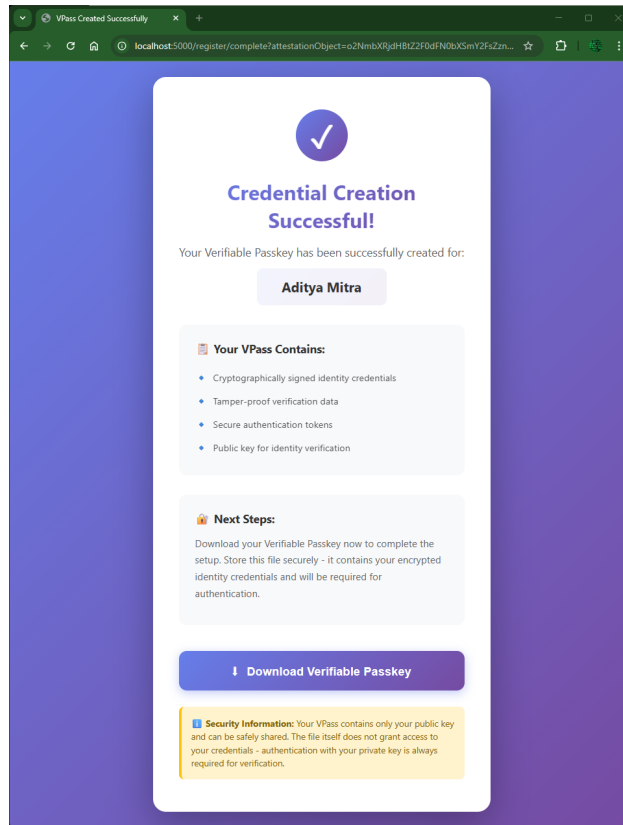 VPass Created Successfully
localhost:5000/register/complete?attestationObject=o2NmbXRjdHBtZ2F0dFN0bXSmY2FsZzn...
Credential Creation
Successful!
Your Verifiable Passkey has been successfully created for:
Aditya Mitra
Your VPass Contains:
Cryptographically signed identity credentials
Tamper-proof verification data
Secure authentication tokens
Public key for identity verification
Next Steps:
Download your Verifiable Passkey now to complete the
setup. Store this file securely - it contains your encrypted
identity credentials and will be required for
authentication.
Download Verifiable Passkey
Security Information: Your VPass contains only your public key
and can be safely shared. The file itself does not grant access to
your credentials - authentication with your private key is always
required for verification.